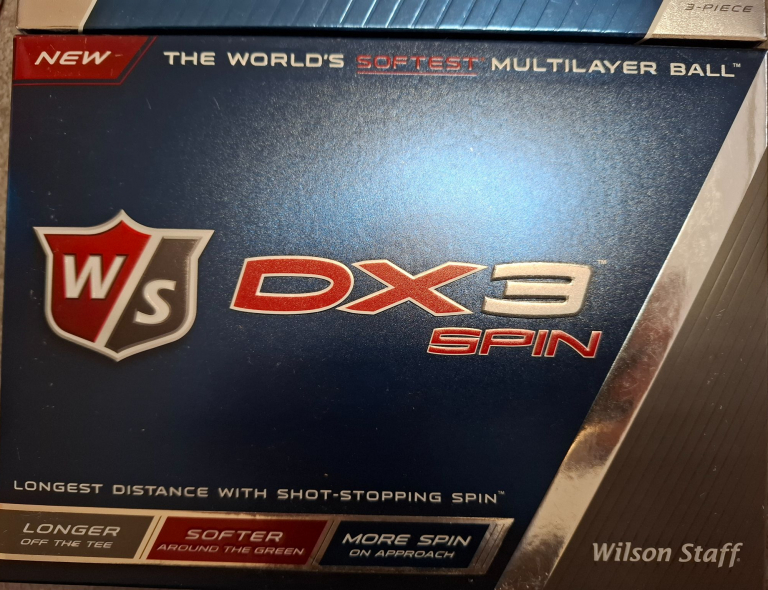 3-PIECE
NEW
THE WORLD'S SOFTEST MULTILAYER BALL™
W/S
DX3™
SPIN
LONGEST DISTANCE WITH SHOT-STOPPING SPIN™
LONGER
OFF THE TEE
SOFTER
AROUND THE GREEN
MORE SPIN
ON APPROACH
Wilson Staff